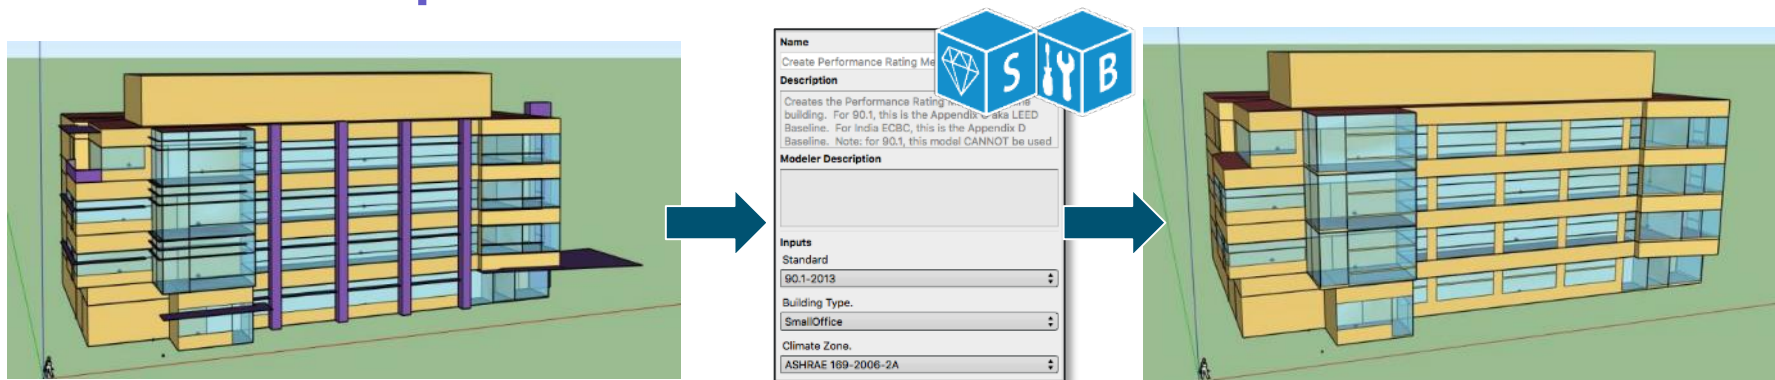 Name
Create Performance Rating Me
Description
Creates the Performance Rating
building. For 90.1, this is the Appendix G aka LEED
Baseline. For India ECBC, this is the Appendix D
Baseline. Note: for 90.1, this model CANNOT be used
Modeler Description
Inputs
Standard
90.1-2013
Building Type.
SmallOffice
Climate Zone.
ASHRAE 169-2006-2A
S
B